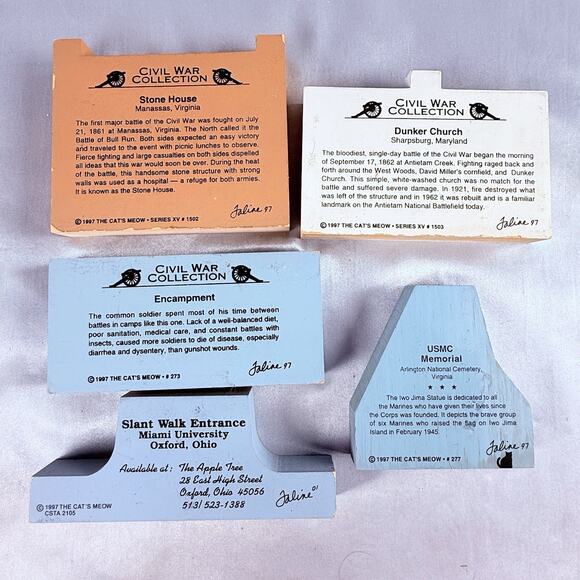 CIVIL WAR
COLLECTION
Stone House
Manassas, Virginia
The first major battle of the Civil War was fought on July
21, 1861 at Manassas, Virginia. The North called it the
Battle of Bull Run. Both sides expected an easy victory
and traveled to the event with picnic lunches to observe.
Fierce fighting and large casualties on both sides dispelled
all ideas that this war would soon be over. During the heat
of the battle, this handsome stone structure with strong
walls was used as a hospital — a refuge for both armies.
It is known as the Stone House.
© 1997 THE CAT'S MEOW • SERIES XV # 1502
Faline 97
CIVIL WAR
COLLECTION
Dunker Church
Sharpsburg, Maryland
The bloodiest, single-day battle of the Civil War began the morning
of September 17, 1862 at Antietam Creek. Fighting raged back and
forth around the West Woods, David Miller's cornfield, and Dunker
Church. This simple, white-washed church was no match for the
battle and suffered severe damage. In 1921, fire destroyed what
was left of the structure and in 1962 it was rebuilt and is a familiar
landmark on the Antietam National Battlefield today.
© 1997 THE CAT'S MEOW • SERIES XV # 1503
Faline 97
CIVIL WAR
COLLECTION
Encampment
The common soldier spent most of his time between
battles in camps like this one. Lack of a well-balanced diet,
poor sanitation, medical care, and constant battles with
insects, caused more soldiers to die of disease, especially
diarrhea and dysentery, than gunshot wounds.
© 1997 THE CAT'S MEOW • # 273
Faline 97
USMC
Memorial
Arlington National Cemetery,
Virginia
★ ★ ★
The Iwo Jima Statue is dedicated to all
the Marines who have given their lives since
the Corps was founded. It depicts the brave group
of six Marines who raised the flag on Iwo Jima
Island in February 1945.
© 1997 THE CAT'S MEOW • # 277
Faline 97
Slant Walk Entrance
Miami University
Oxford, Ohio
Available at: The Apple Tree
28 East High Street
Oxford, Ohio 45056
513/ 523-1388
© 1997 THE CAT'S MEOW
CSTA 2105
Faline 01